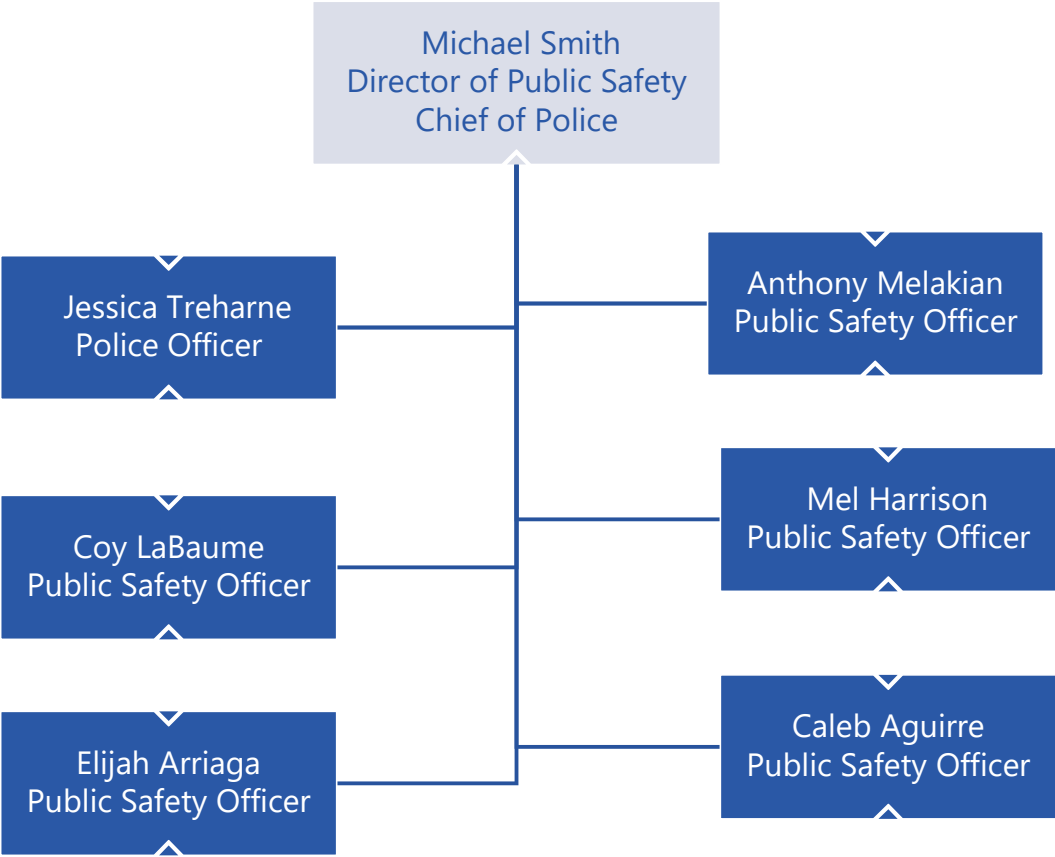 Michael Smith
Director of Public Safety
Chief of Police
Jessica Treharne
Police Officer
Anthony Melakian
Public Safety Officer
Coy LaBaume
Public Safety Officer
Mel Harrison
Public Safety Officer
Elijah Arriaga
Public Safety Officer
Caleb Aguirre
Public Safety Officer